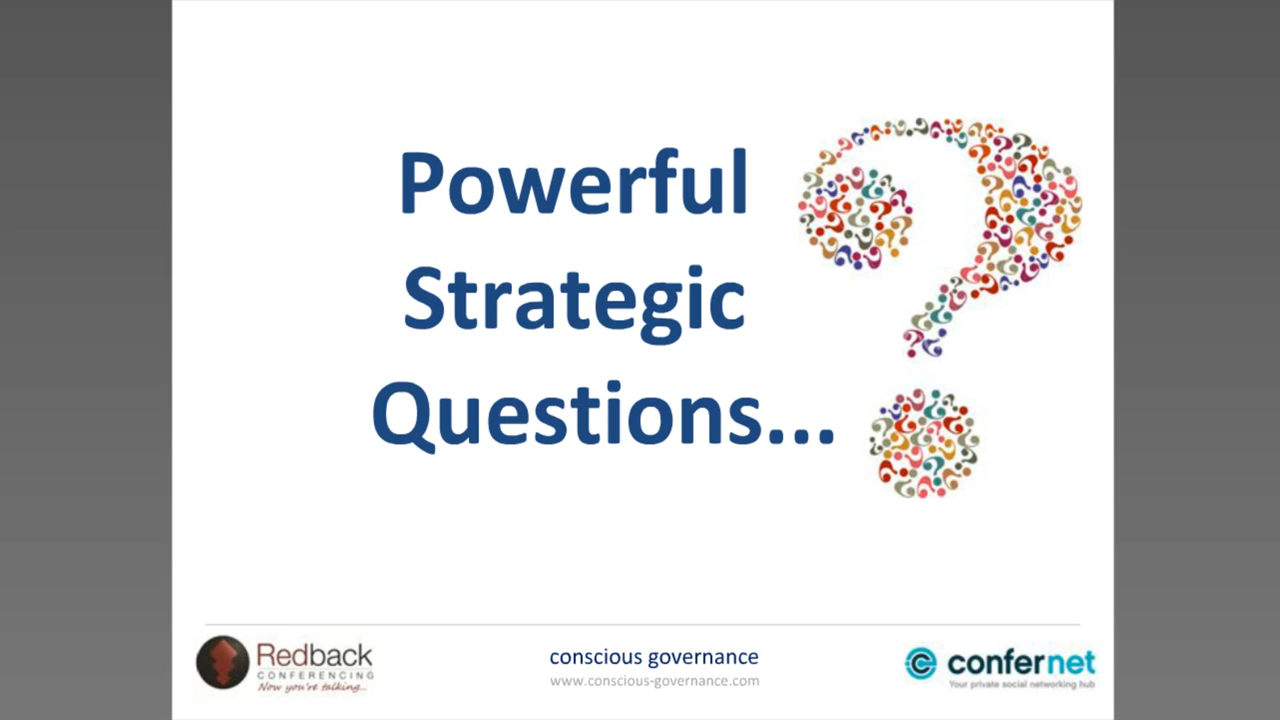 Powerful
Strategic
Questions...
Redback
CONFERENCING
Now you're talking...
conscious governance
www.conscious-governance.com
confernet
Your private social networking hub